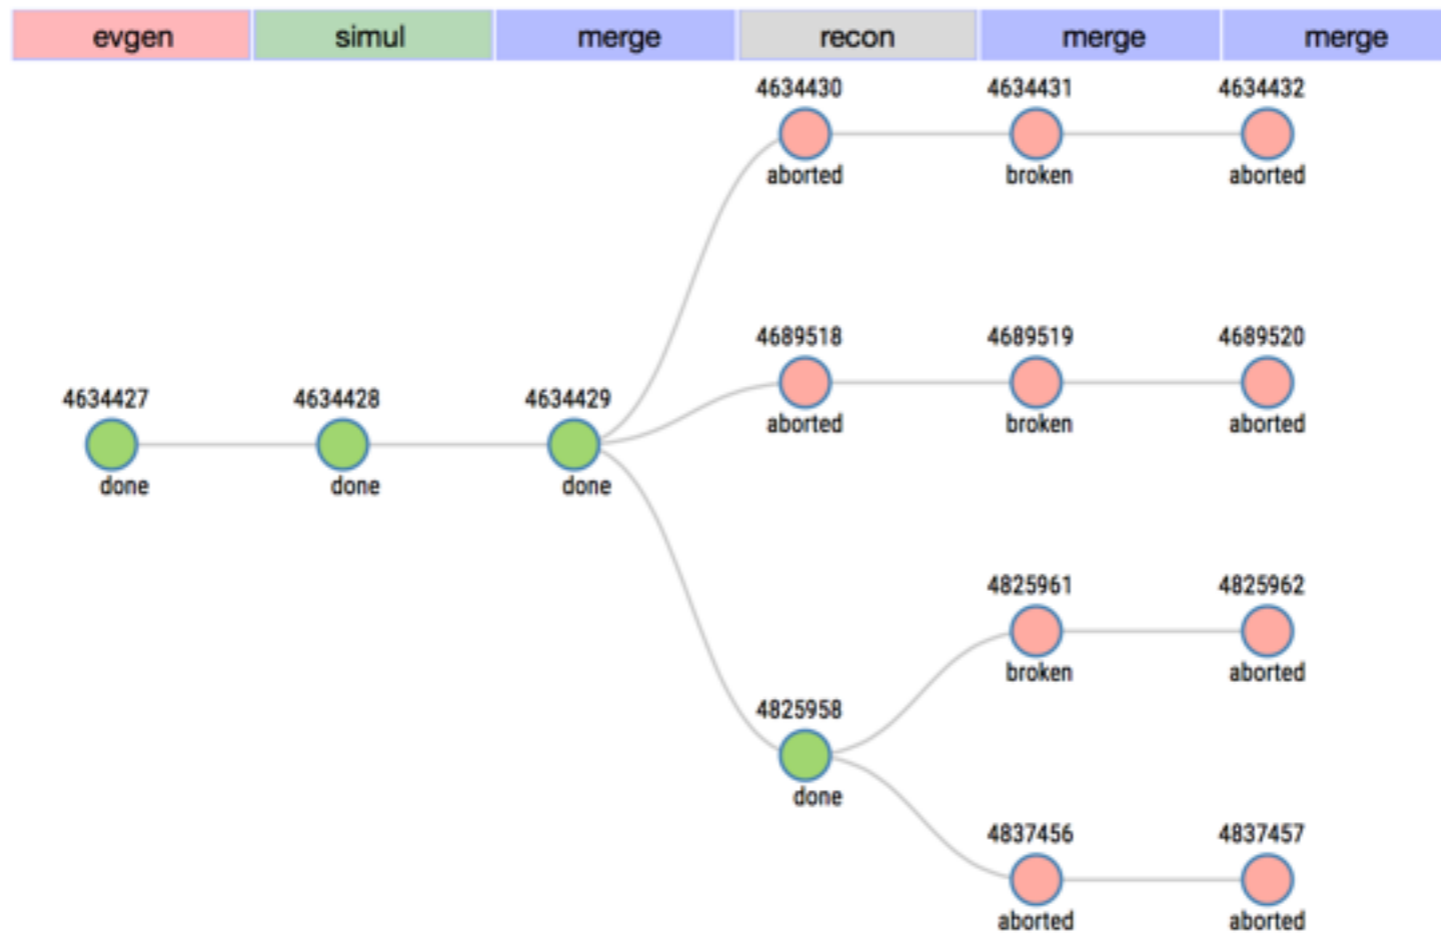 evgen simul merge recon merge merge
4634430 4634431 4634432
aborted broken aborted
4689518 4689519 4689520
aborted broken aborted
4634427 4634428 4634429
done done done
4825961 4825962
broken aborted
4825958
done
4837456 4837457
aborted aborted